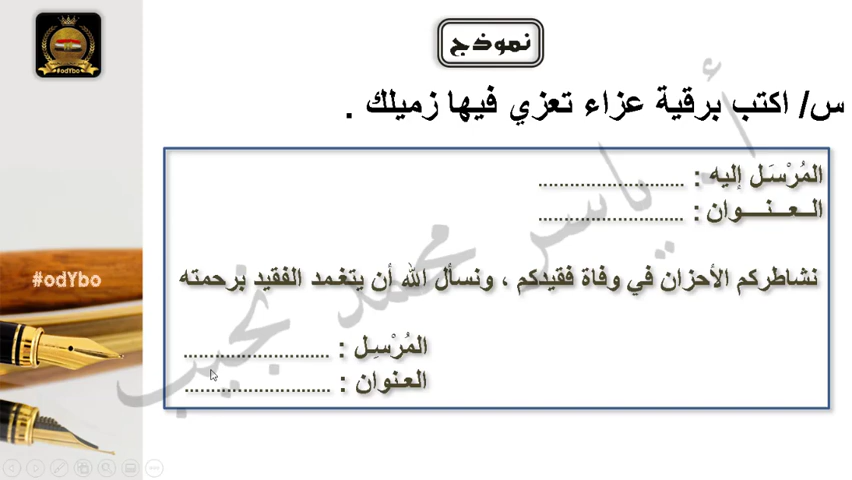 نموذج
س/ اكتب برقية عزاء تعزي فيها زميلك .
المُرْسَل إليه : ............................
الـعـنـــوان : ............................
نشاطركم الأحزان في وفاة فقيدكم ، ونسأل الله أن يتغمد الفقيد برحمته
المُرْسِل : ............................
العنوان : ............................
أ. ياسر محمد نجيب
#odYbo
#odYbo